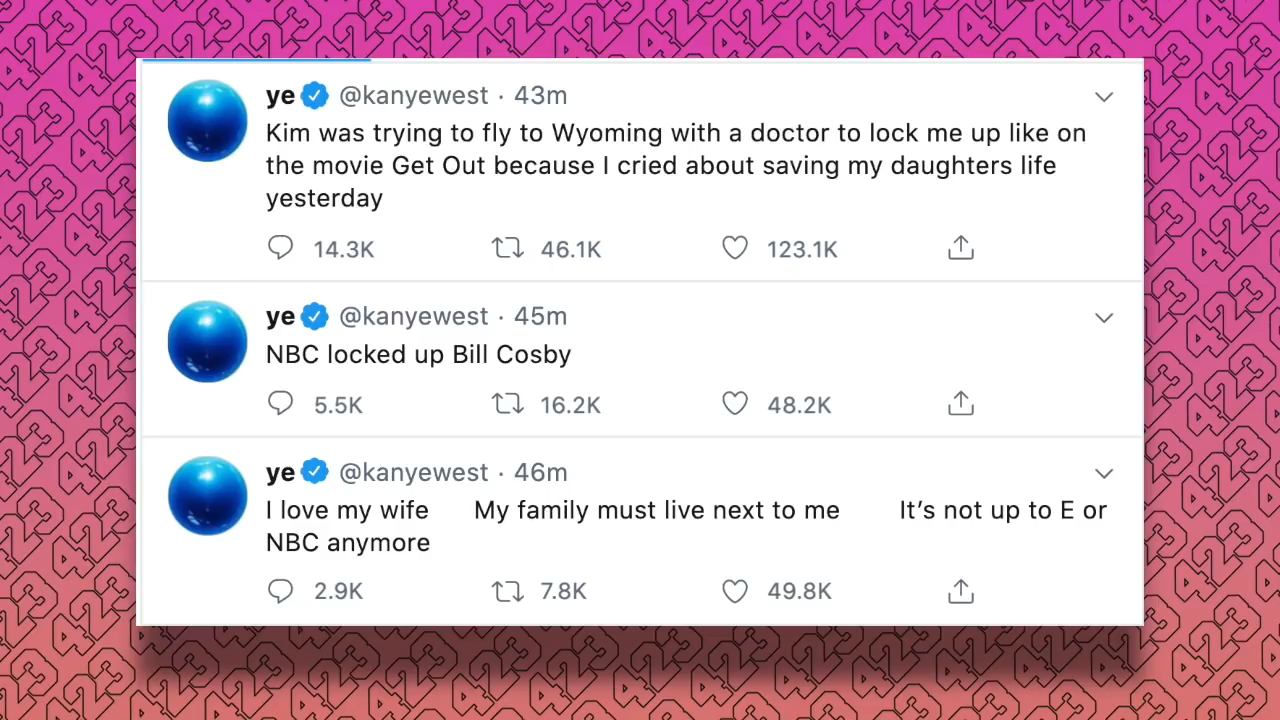 ye @kanyewest · 43m
Kim was trying to fly to Wyoming with a doctor to lock me up like on
the movie Get Out because I cried about saving my daughters life
yesterday
14.3K 46.1K 123.1K
ye @kanyewest · 45m
NBC locked up Bill Cosby
5.5K 16.2K 48.2K
ye @kanyewest · 46m
I love my wife My family must live next to me It’s not up to E or
NBC anymore
2.9K 7.8K 49.8K
423